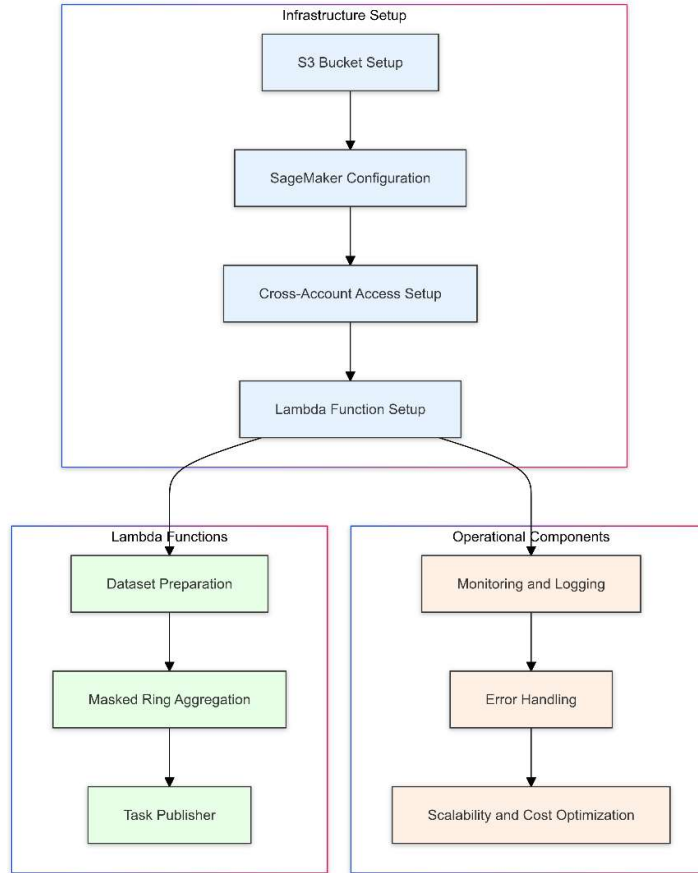 Infrastructure Setup
S3 Bucket Setup
SageMaker Configuration
Cross-Account Access Setup
Lambda Function Setup
Lambda Functions
Dataset Preparation
Masked Ring Aggregation
Task Publisher
Operational Components
Monitoring and Logging
Error Handling
Scalability and Cost Optimization